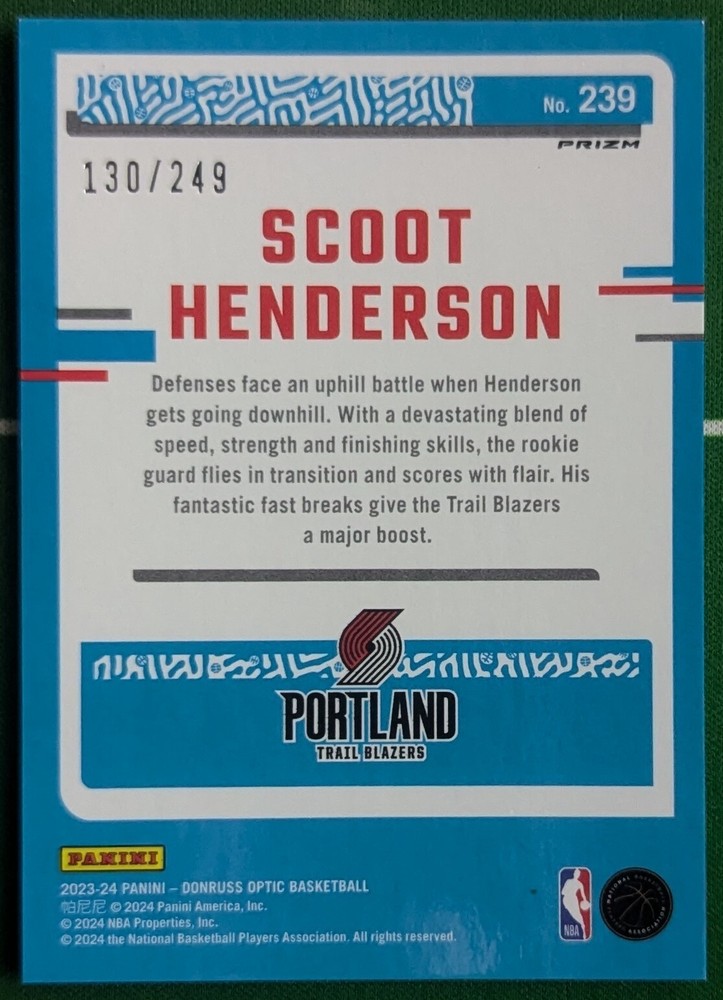 No. 239
PRIZM
130/249
SCOOT
HENDERSON
Defenses face an uphill battle when Henderson
gets going downhill. With a devastating blend of
speed, strength and finishing skills, the rookie
guard flies in transition and scores with flair. His
fantastic fast breaks give the Trail Blazers
a major boost.
PORTLAND
TRAIL BLAZERS
PANINI
2023-24 PANINI – DONRUSS OPTIC BASKETBALL
帕尼尼 © 2024 Panini America, Inc.
© 2024 NBA Properties, Inc.
© 2024 the National Basketball Players Association. All rights reserved.
NBA
NATIONAL BASKETBALL PLAYERS ASSOCIATION